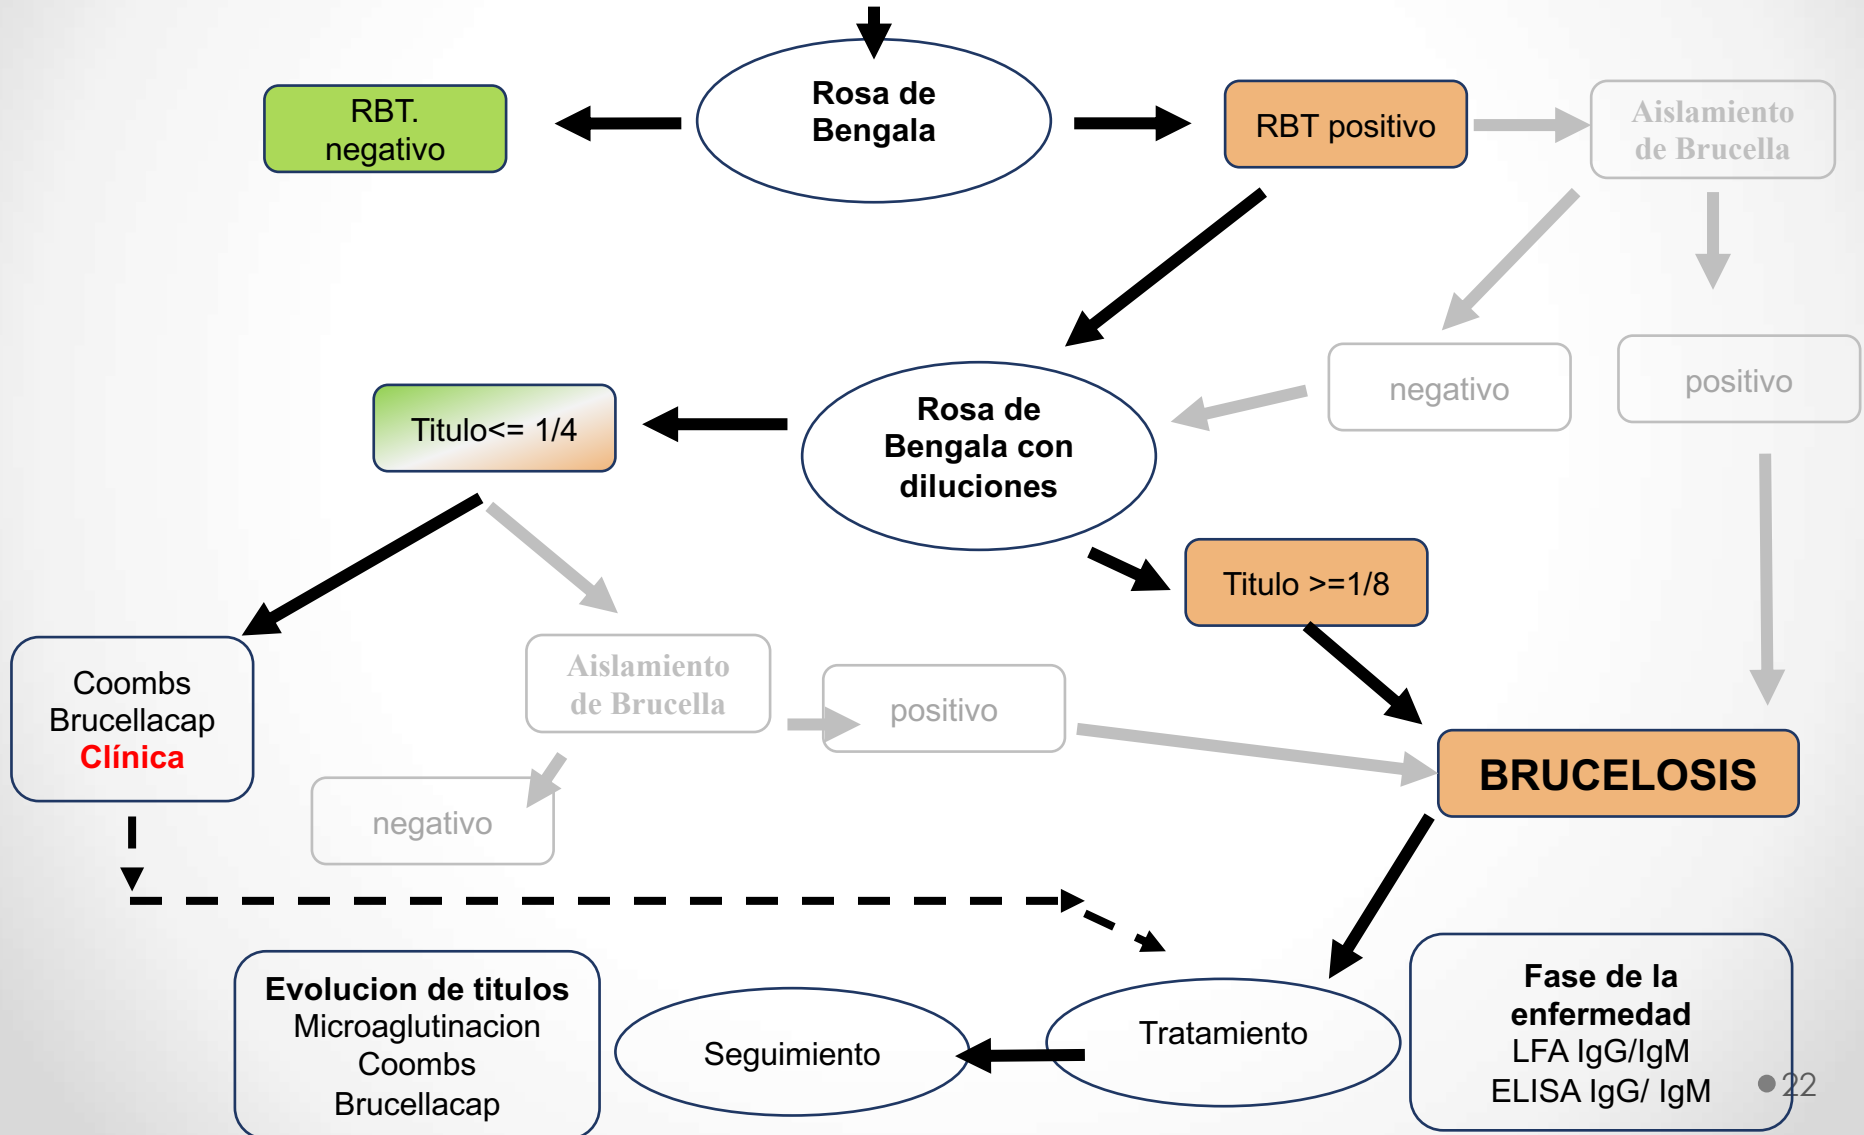 Rosa de
Bengala
RBT.
negativo
RBT positivo
Aislamiento
de Brucella
negativo
positivo
Rosa de
Bengala con
diluciones
Titulo<= 1/4
Titulo >=1/8
Coombs
Brucellacap
Clínica
Aislamiento
de Brucella
positivo
negativo
BRUCELOSIS
Evolucion de titulos
Microaglutinacion
Coombs
Brucellacap
Seguimiento
Tratamiento
Fase de la
enfermedad
LFA IgG/IgM
ELISA IgG/ IgM
●22